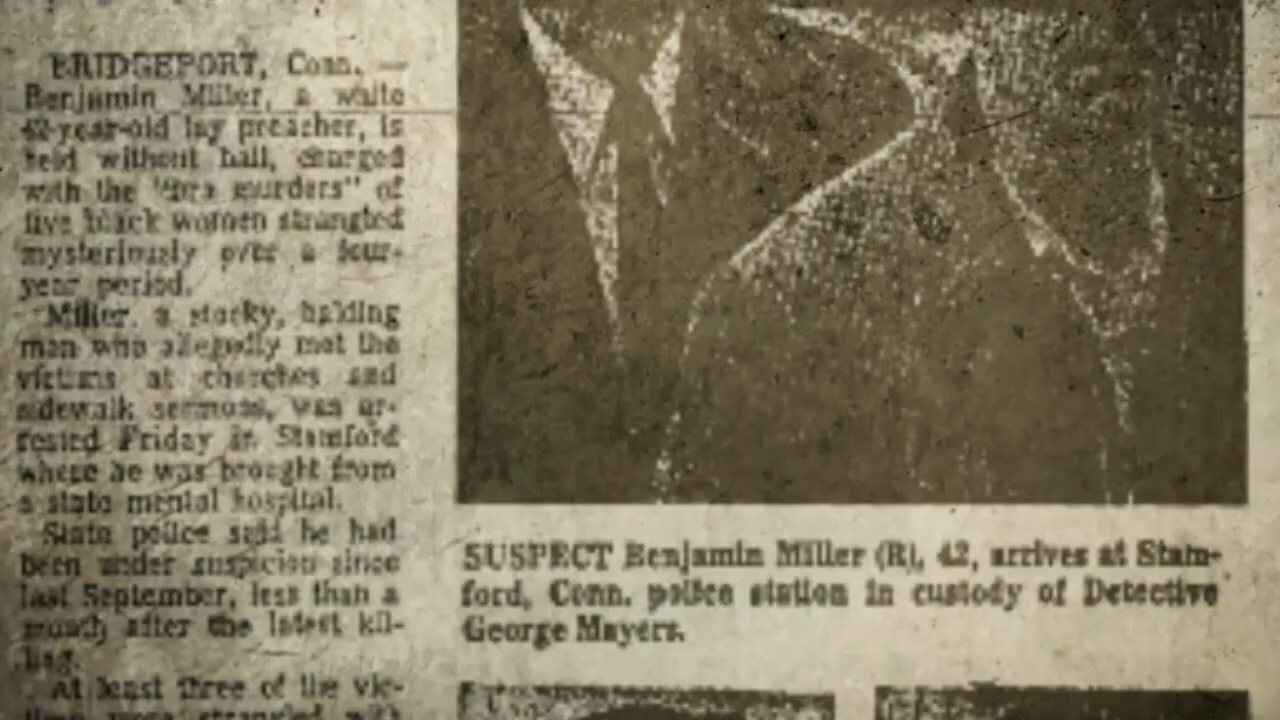 BRIDGEPORT, Conn. —
Benjamin Miller, a white
42-year-old lay preacher, is
held without bail, charged
with the "bra murders" of
five black women strangled
mysteriously over a four-
year period.
Miller, a stocky, balding
man who allegedly met the
victims at churches and
sidewalk sermons, was ar-
rested Friday in Stamford
where he was brought from
a state mental hospital.
State police said he had
been under suspicion since
last September, less than a
month after the latest kil-
ling.
At least three of the vic-
tims were strangled with
SUSPECT Benjamin Miller (R), 42, arrives at Stam-
ford, Conn. police station in custody of Detective
George Mayers.